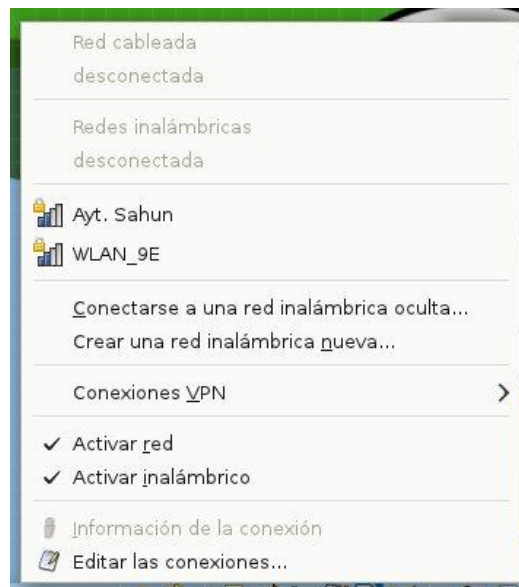 Red cableada
desconectada
Redes inalámbricas
desconectada
Ayt. Sahun
WLAN_9E
Conectarse a una red inalámbrica oculta...
Crear una red inalámbrica nueva...
Conexiones VPN
Activar red
Activar inalámbrico
Información de la conexión
Editar las conexiones...